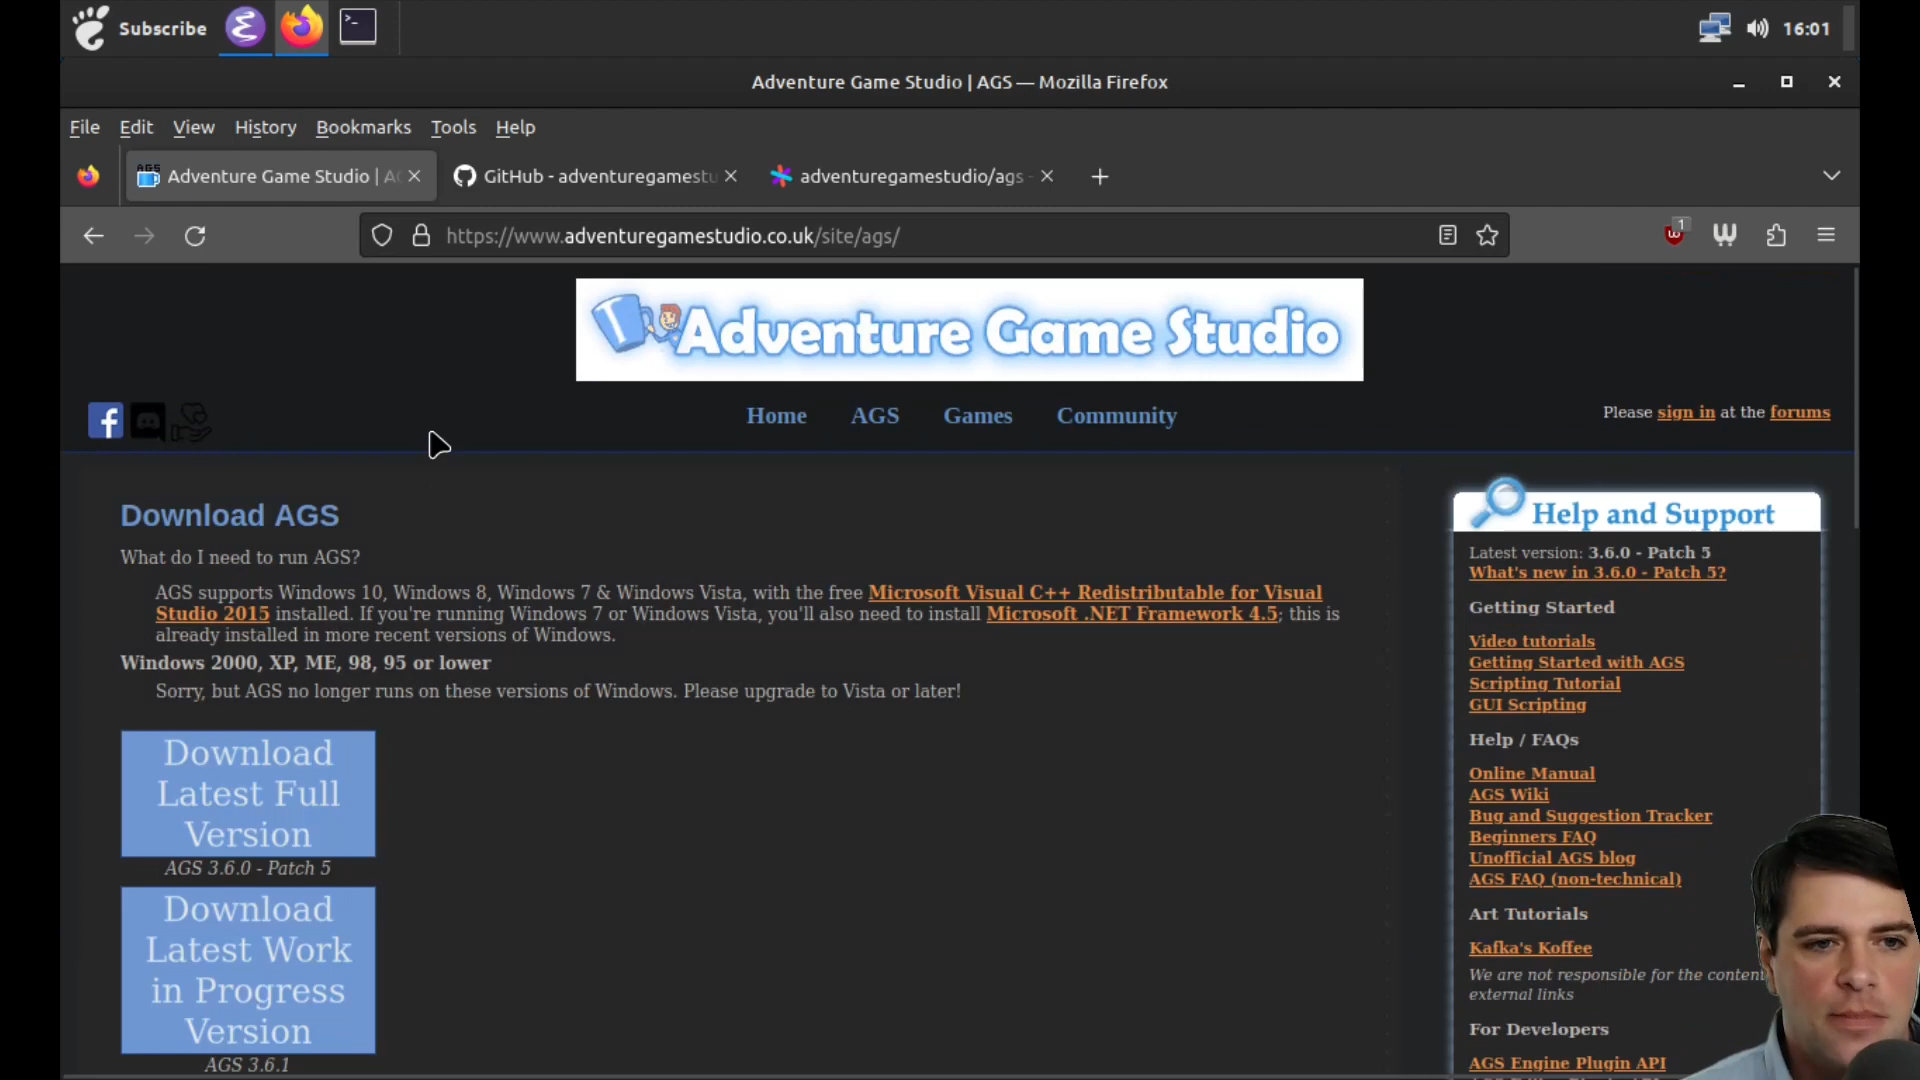 Subscribe
16:01
Adventure Game Studio | AGS — Mozilla Firefox
File Edit View History Bookmarks Tools Help
Adventure Game Studio | AG
GitHub - adventuregamestu
adventuregamestudio/ags -
https://www.adventuregamestudio.co.uk/site/ags/
1
Adventure Game Studio
Home AGS Games Community
Please sign in at the forums
Download AGS
What do I need to run AGS?
AGS supports Windows 10, Windows 8, Windows 7 & Windows Vista, with the free Microsoft Visual C++ Redistributable for Visual
Studio 2015 installed. If you're running Windows 7 or Windows Vista, you'll also need to install Microsoft .NET Framework 4.5; this is
already installed in more recent versions of Windows.
Windows 2000, XP, ME, 98, 95 or lower
Sorry, but AGS no longer runs on these versions of Windows. Please upgrade to Vista or later!
Download
Latest Full
Version
AGS 3.6.0 - Patch 5
Download
Latest Work
in Progress
Version
AGS 3.6.1
Help and Support
Latest version: 3.6.0 - Patch 5
What's new in 3.6.0 - Patch 5?
Getting Started
Video tutorials
Getting Started with AGS
Scripting Tutorial
GUI Scripting
Help / FAQs
Online Manual
AGS Wiki
Bug and Suggestion Tracker
Beginners FAQ
Unofficial AGS blog
AGS FAQ (non-technical)
Art Tutorials
Kafka's Koffee
We are not responsible for the content
external links
For Developers
AGS Engine Plugin API